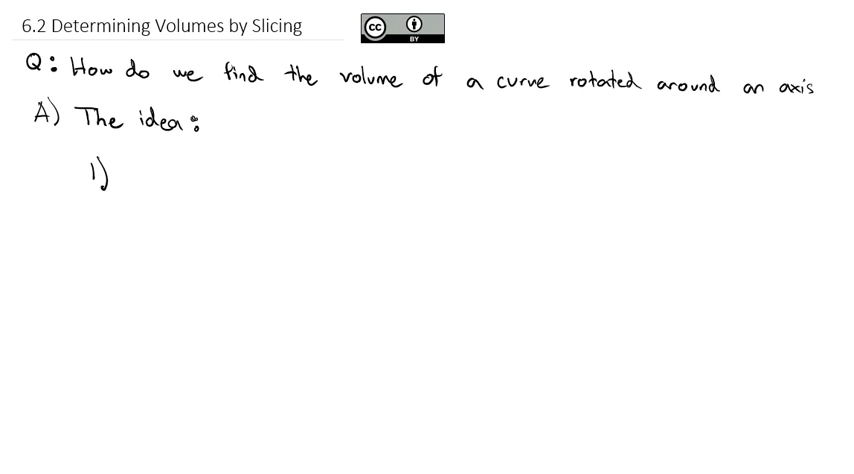 6.2 Determining Volumes by Slicing
cc BY
Q: How do we find the volume of a curve rotated around an axis
A) The idea:
1)